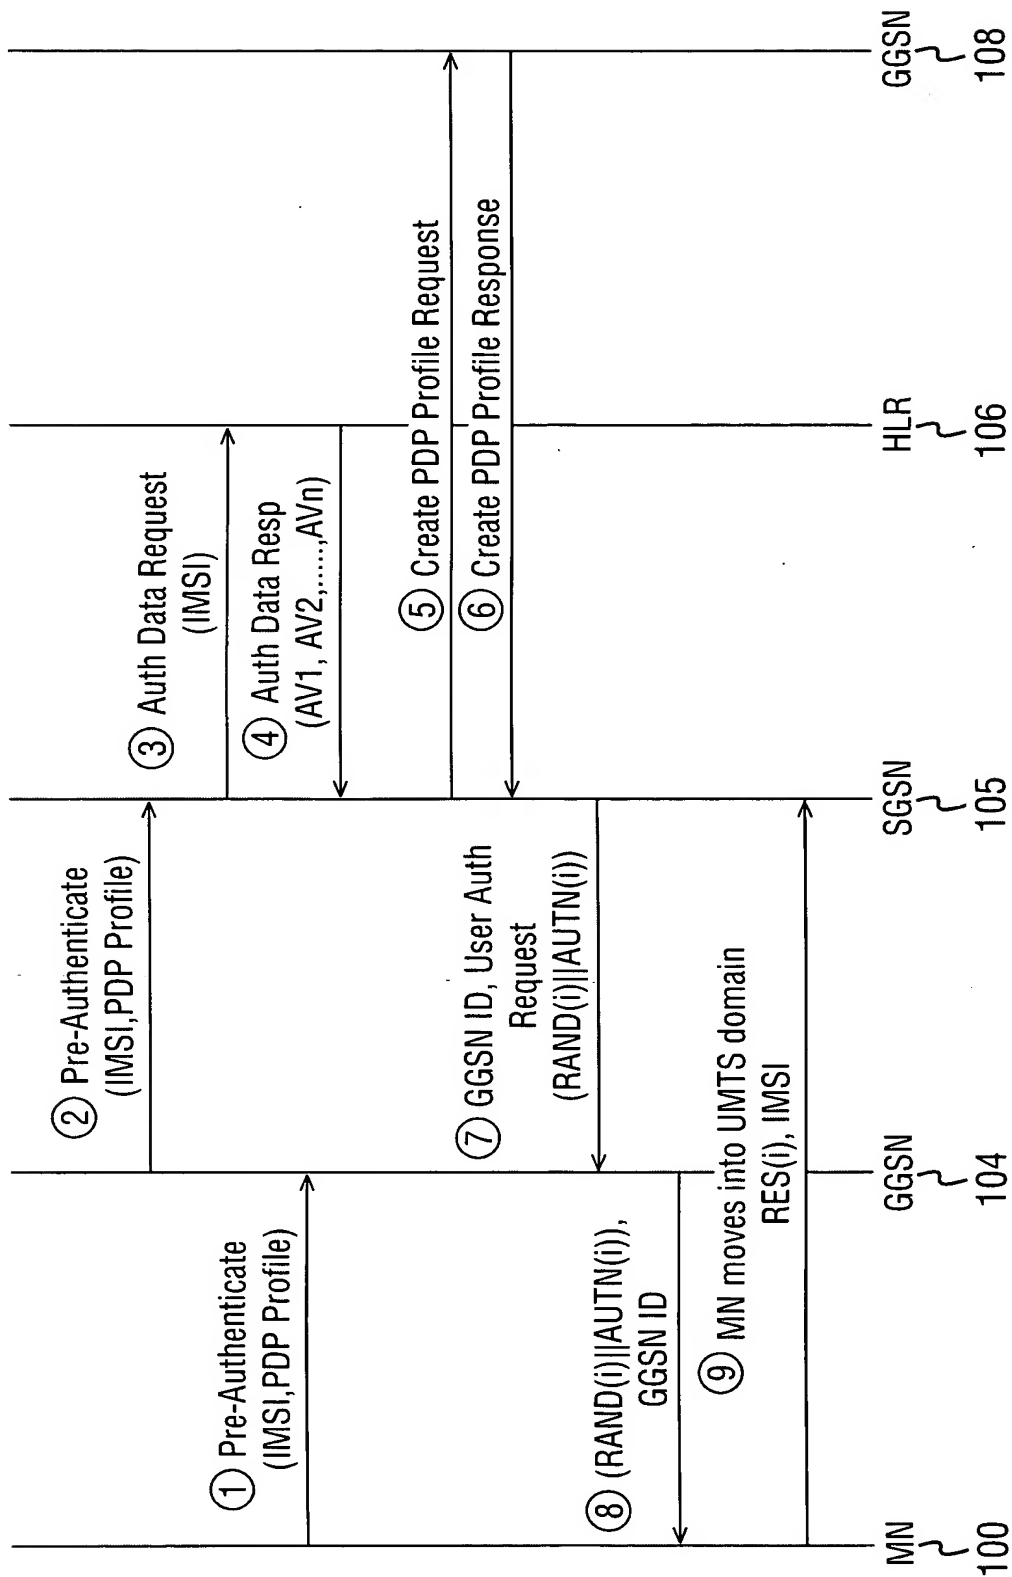 ① Pre-Authenticate
(IMSI,PDP Profile)
② Pre-Authenticate
(IMSI,PDP Profile)
③ Auth Data Request
(IMSI)
④ Auth Data Resp
(AV1, AV2,.....,AVn)
⑤ Create PDP Profile Request
⑥ Create PDP Profile Response
⑦ GGSN ID, User Auth
Request
(RAND(i)||AUTN(i))
⑧ (RAND(i)||AUTN(i)),
GGSN ID
⑨ MN moves into UMTS domain
RES(i), IMSI
MN
100
GGSN
104
SGSN
105
HLR
106
GGSN
108